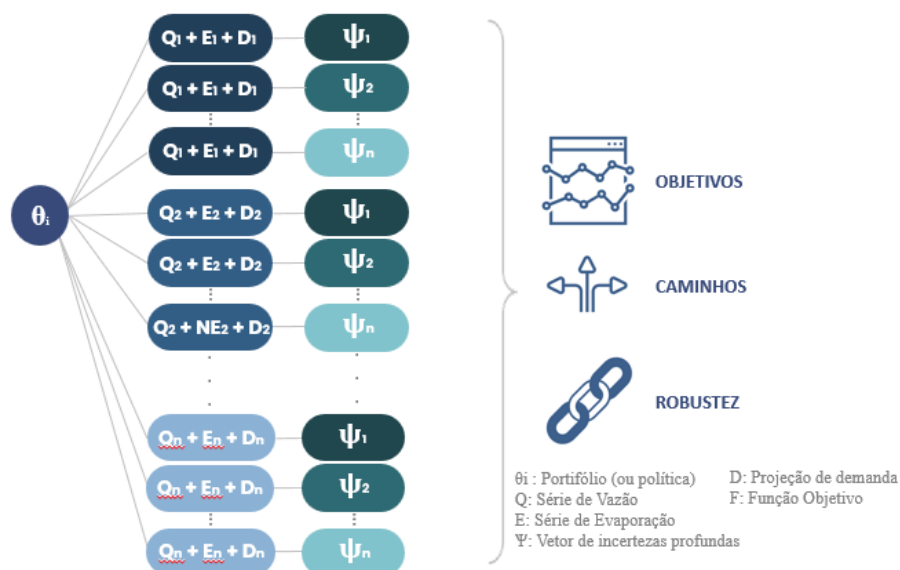 θi
Q1 + E1 + D1
Ψ1
Q1 + E1 + D1
Ψ2
Q1 + E1 + D1
Ψn
Q2 + E2 + D2
Ψ1
Q2 + E2 + D2
Ψ2
Q2 + NE2 + D2
Ψn
Qn + En + Dn
Ψ1
Qn + En + Dn
Ψ2
Qn + En + Dn
Ψn
OBJETIVOS
CAMINHOS
ROBUSTEZ
θi : Portifólio (ou política)
Q: Série de Vazão
E: Série de Evaporação
Ψ: Vetor de incertezas profundas
D: Projeção de demanda
F: Função Objetivo